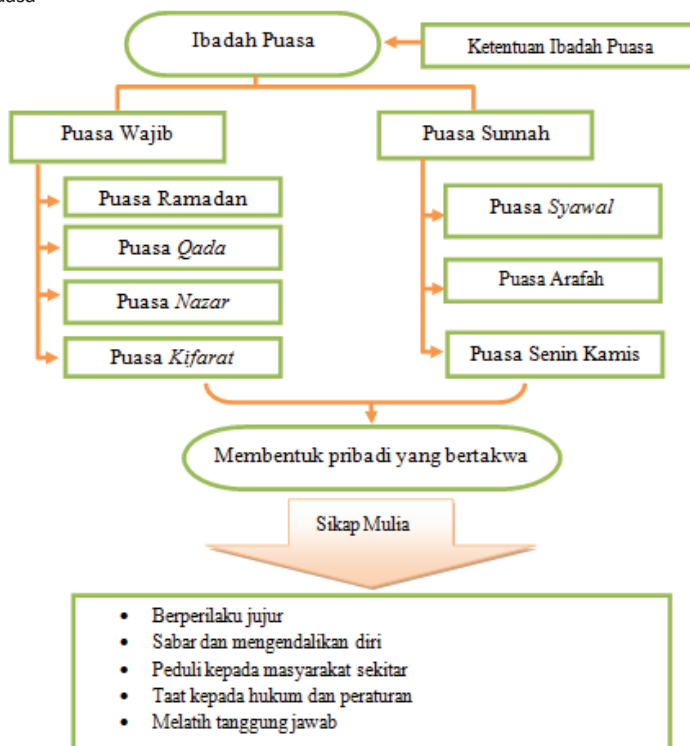 Ibadah Puasa
Ketentuan Ibadah Puasa
Puasa Wajib
Puasa Ramadan
Puasa Qada
Puasa Nazar
Puasa Kifarat
Puasa Sunnah
Puasa Syawal
Puasa Arafah
Puasa Senin Kamis
Membentuk pribadi yang bertakwa
Sikap Mulia
• Berperilaku jujur
• Sabar dan mengendalikan diri
• Peduli kepada masyarakat sekitar
• Taat kepada hukum dan peraturan
• Melatih tanggung jawab